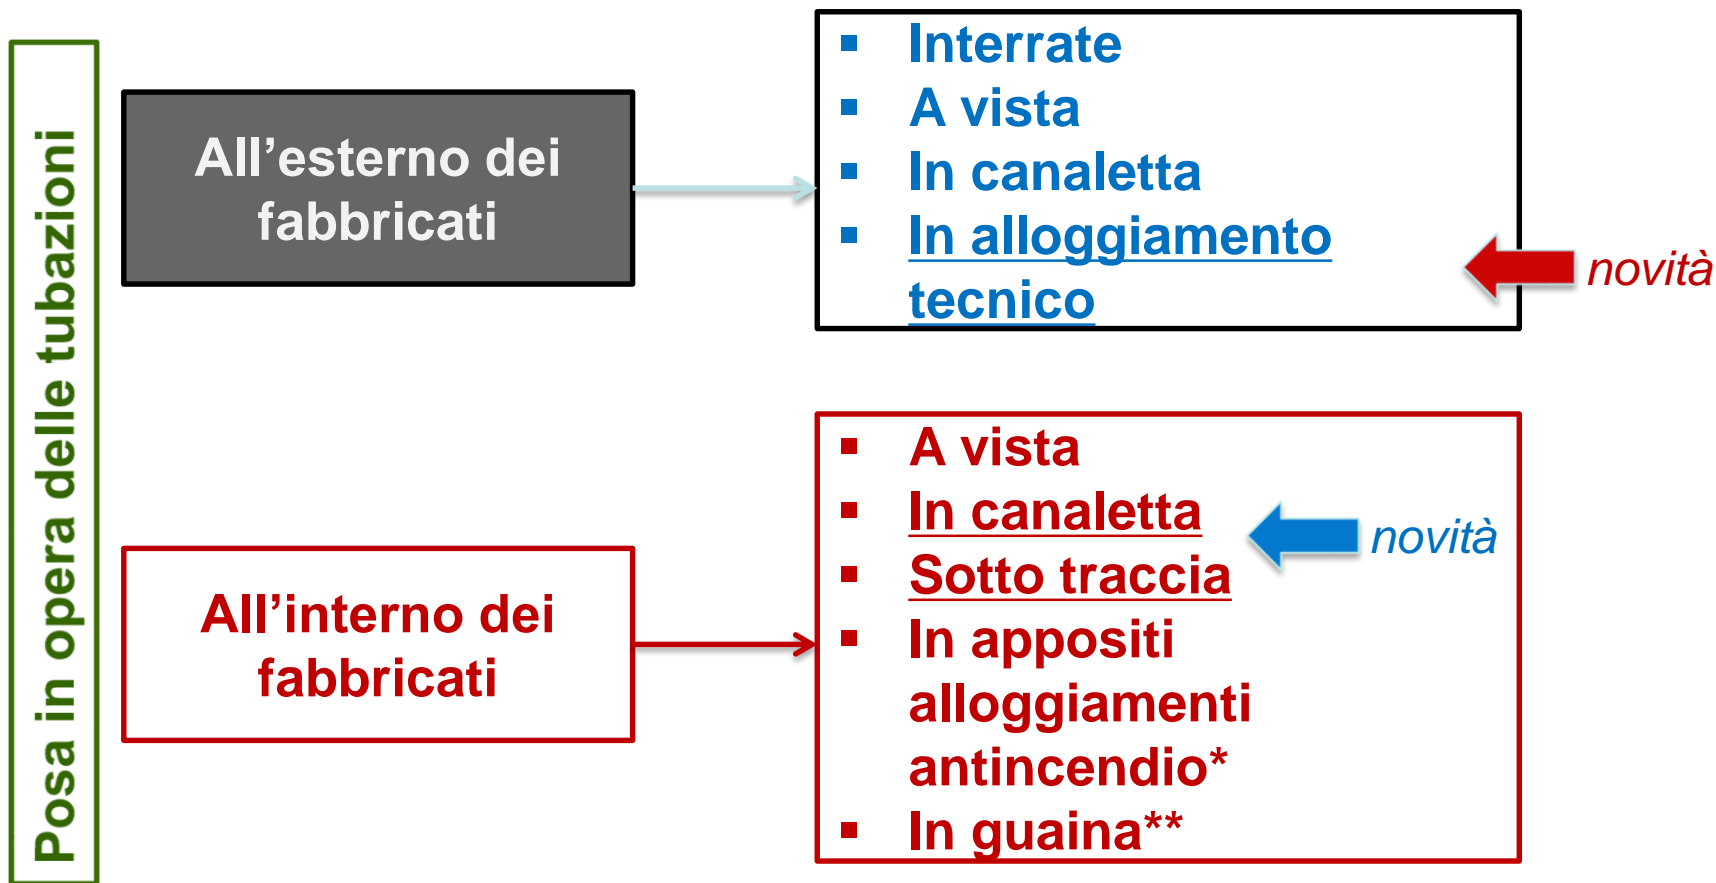 Posa in opera delle tubazioni
All’esterno dei
fabbricati
▪ Interrate
▪ A vista
▪ In canaletta
▪ In alloggiamento
tecnico
novità
All’interno dei
fabbricati
▪ A vista
▪ In canaletta
▪ Sotto traccia
▪ In appositi
alloggiamenti
antincendio*
▪ In guaina**
novità